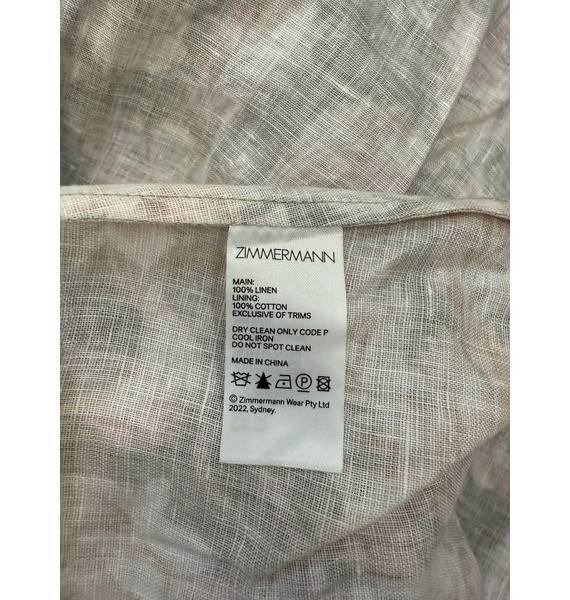 ZIMMERMANN
MAIN:
100% LINEN
LINING:
100% COTTON
EXCLUSIVE OF TRIMS
DRY CLEAN ONLY CODE P
COOL IRON
DO NOT SPOT CLEAN
MADE IN CHINA
P
© Zimmermann Wear Pty Ltd
2022, Sydney.